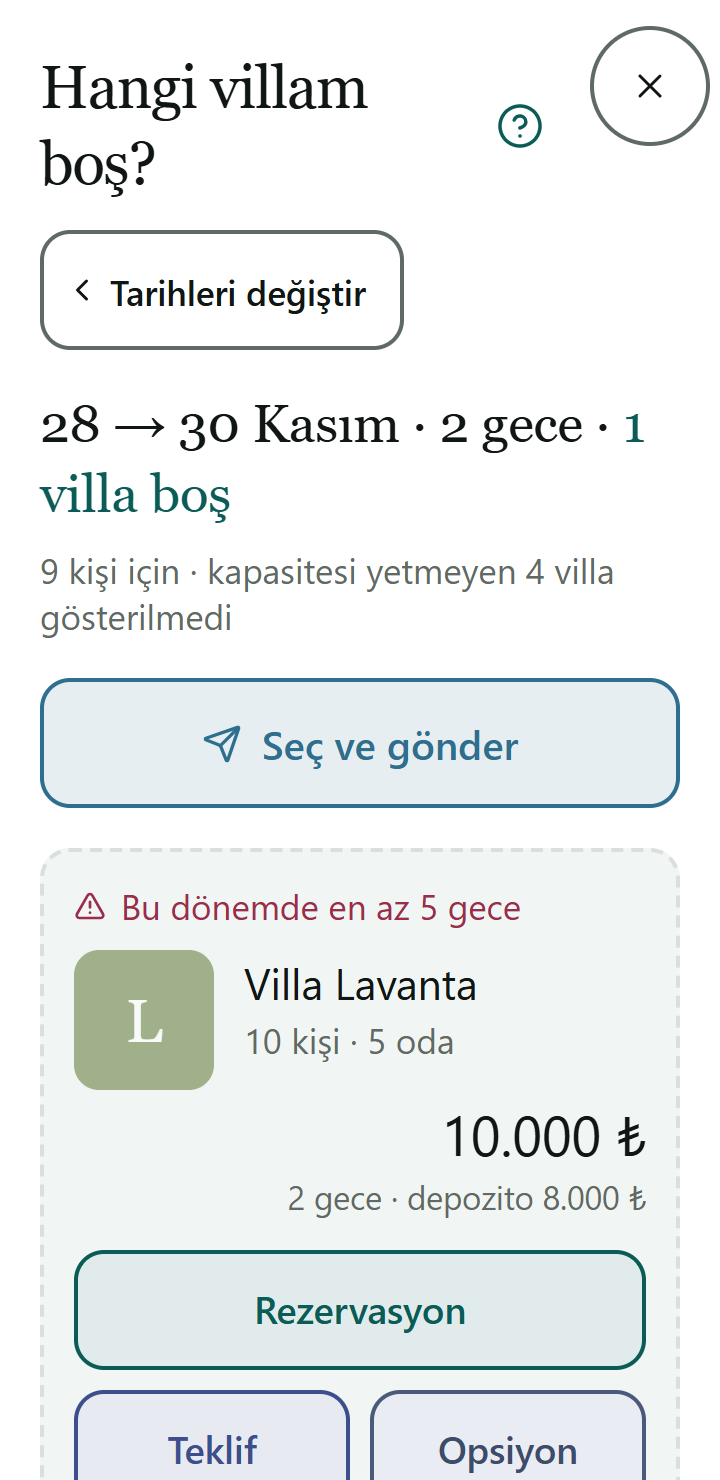 Hangi villam
boş?
Tarihleri değiştir
28 → 30 Kasım · 2 gece · 1
villa boş
9 kişi için · kapasitesi yetmeyen 4 villa
gösterilmedi
Seç ve gönder
Bu dönemde en az 5 gece
L
Villa Lavanta
10 kişi · 5 oda
10.000 ₺
2 gece · depozito 8.000 ₺
Rezervasyon
Teklif
Opsiyon